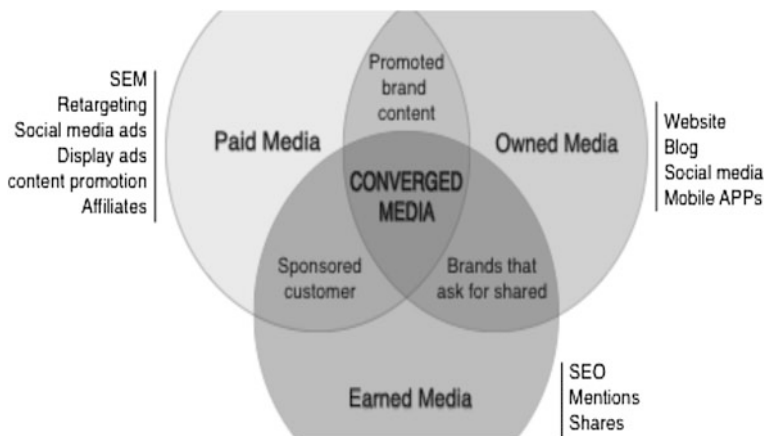 SEM
Retargeting
Social media ads
Display ads
content promotion
Affiliates
Paid Media
Promoted
brand
content
Owned Media
Website
Blog
Social media
Mobile APPs
CONVERGED
MEDIA
Sponsored
customer
Brands that
ask for shared
Earned Media
SEO
Mentions
Shares